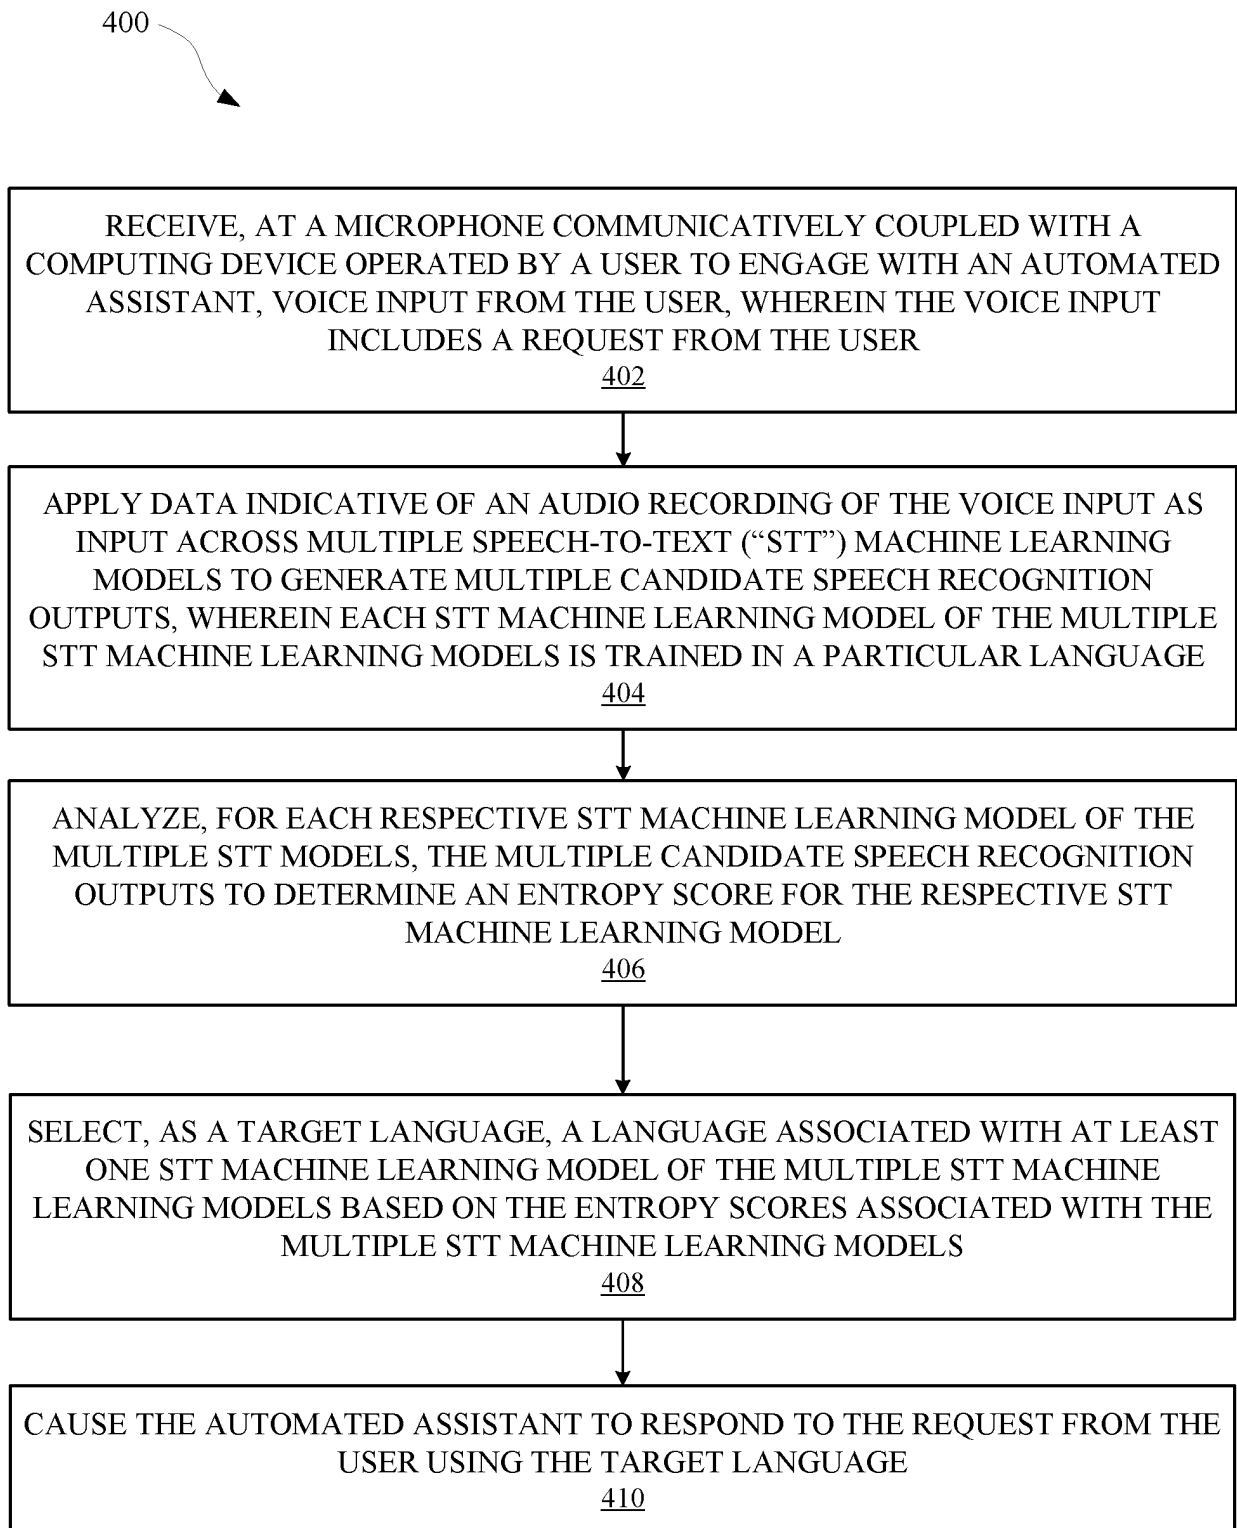 400
RECEIVE, AT A MICROPHONE COMMUNICATIVELY COUPLED WITH A
COMPUTING DEVICE OPERATED BY A USER TO ENGAGE WITH AN AUTOMATED
ASSISTANT, VOICE INPUT FROM THE USER, WHEREIN THE VOICE INPUT
INCLUDES A REQUEST FROM THE USER
402
APPLY DATA INDICATIVE OF AN AUDIO RECORDING OF THE VOICE INPUT AS
INPUT ACROSS MULTIPLE SPEECH-TO-TEXT (“STT”) MACHINE LEARNING
MODELS TO GENERATE MULTIPLE CANDIDATE SPEECH RECOGNITION
OUTPUTS, WHEREIN EACH STT MACHINE LEARNING MODEL OF THE MULTIPLE
STT MACHINE LEARNING MODELS IS TRAINED IN A PARTICULAR LANGUAGE
404
ANALYZE, FOR EACH RESPECTIVE STT MACHINE LEARNING MODEL OF THE
MULTIPLE STT MODELS, THE MULTIPLE CANDIDATE SPEECH RECOGNITION
OUTPUTS TO DETERMINE AN ENTROPY SCORE FOR THE RESPECTIVE STT
MACHINE LEARNING MODEL
406
SELECT, AS A TARGET LANGUAGE, A LANGUAGE ASSOCIATED WITH AT LEAST
ONE STT MACHINE LEARNING MODEL OF THE MULTIPLE STT MACHINE
LEARNING MODELS BASED ON THE ENTROPY SCORES ASSOCIATED WITH THE
MULTIPLE STT MACHINE LEARNING MODELS
408
CAUSE THE AUTOMATED ASSISTANT TO RESPOND TO THE REQUEST FROM THE
USER USING THE TARGET LANGUAGE
410